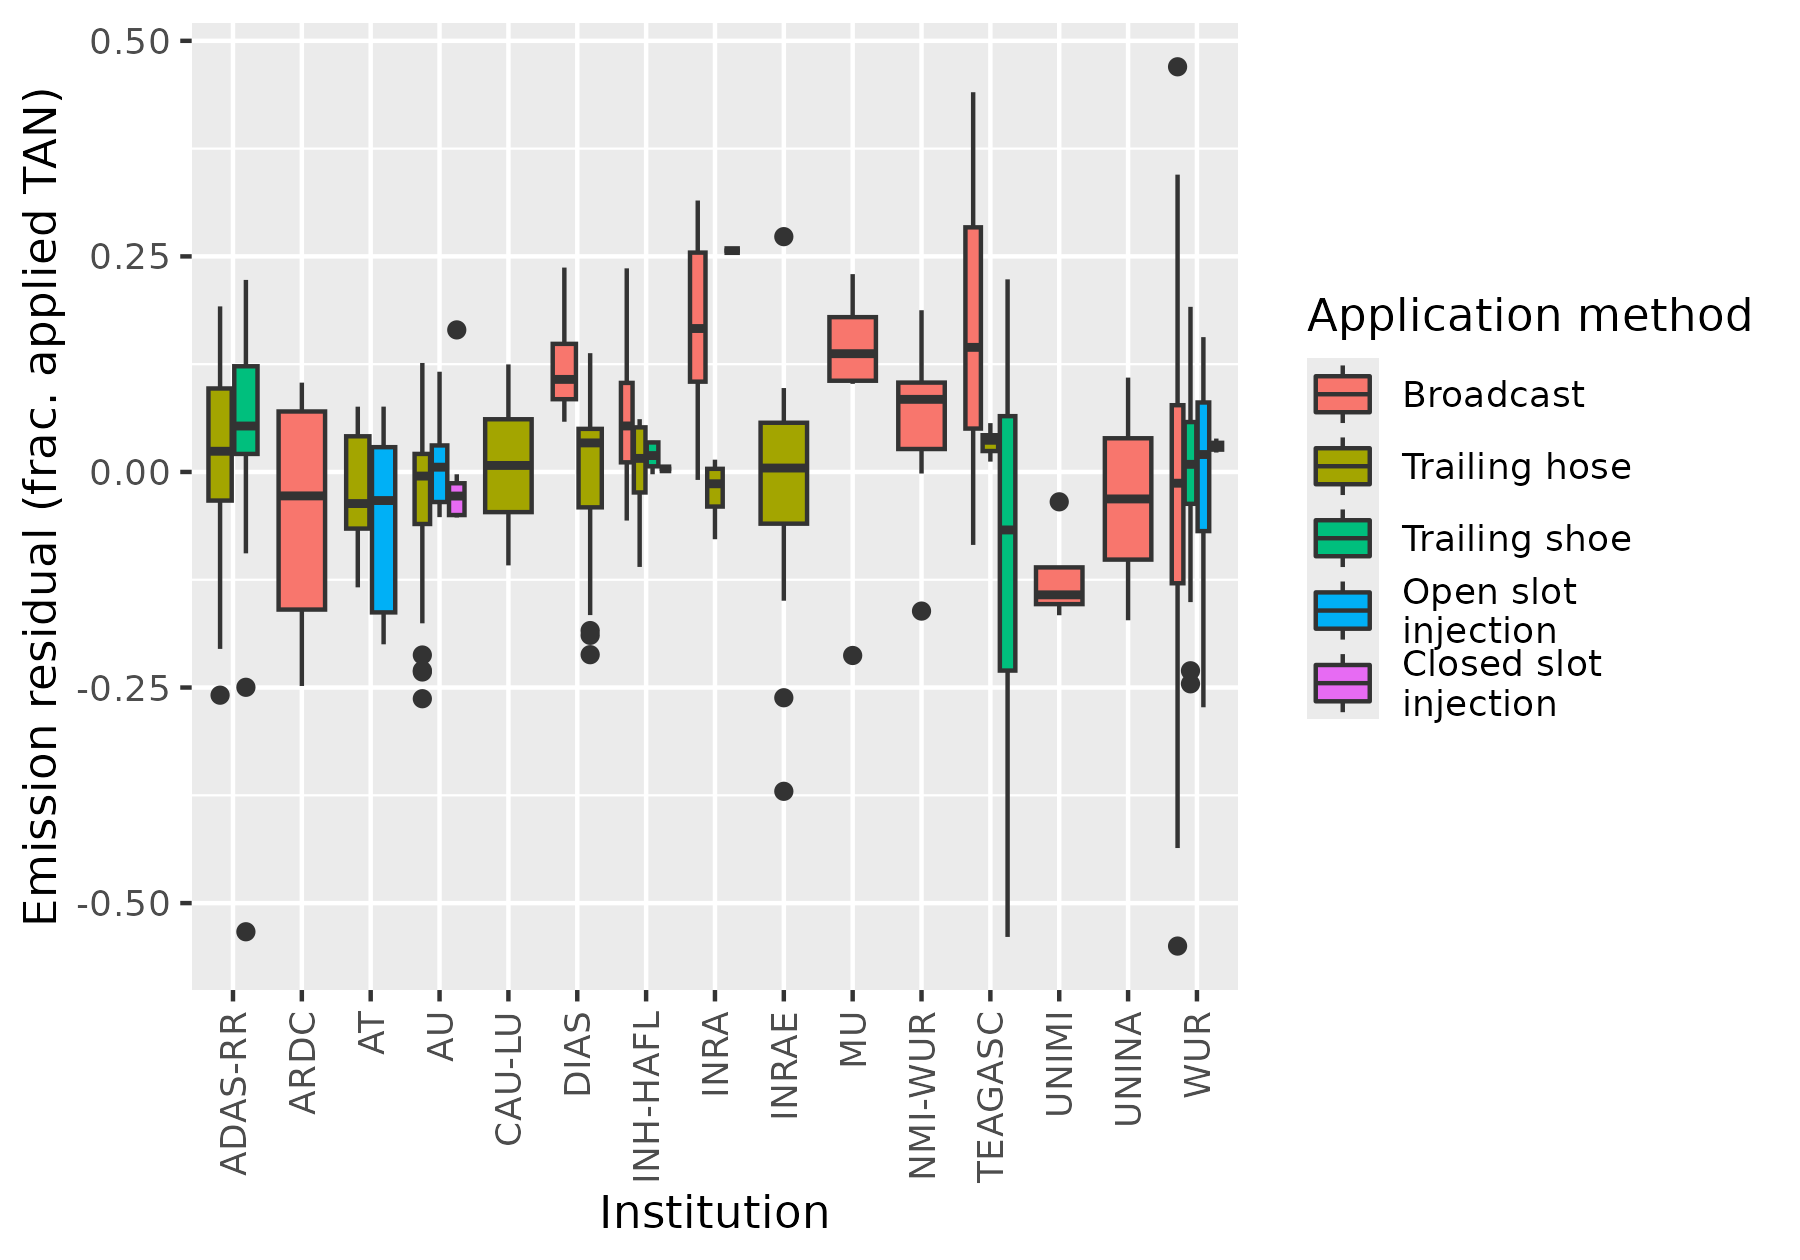 Emission residual (frac. applied TAN)
0.50
0.25
0.00
-0.25
-0.50
ADAS-RR
ARDC
AT
AU
CAU-LU
DIAS
INH-HAFL
INRA
INRAE
MU
NMI-WUR
TEAGASC
UNIMI
UNINA
WUR
Institution
Application method
Broadcast
Trailing hose
Trailing shoe
Open slot
injection
Closed slot
injection